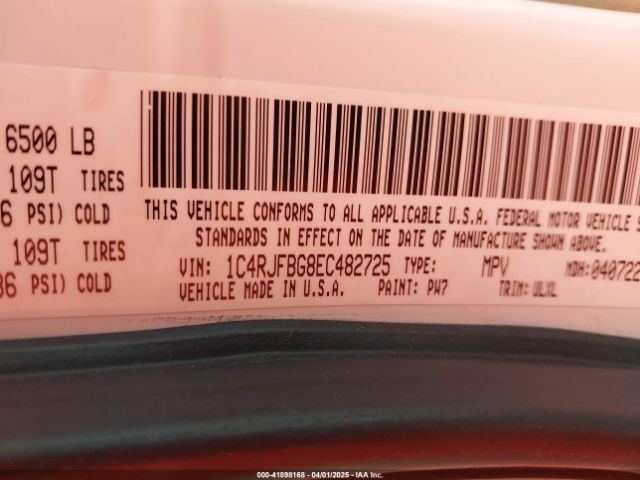 6500 LB
109T TIRES
6 PSI) COLD
109T TIRES
36 PSI) COLD
THIS VEHICLE CONFORMS TO ALL APPLICABLE U.S.A. FEDERAL MOTOR VEHICLE S
STANDARDS IN EFFECT ON THE DATE OF MANUFACTURE SHOWN ABOVE.
VIN: 1C4RJFBG8EC482725 TYPE: MPV MDH:040722
VEHICLE MADE IN U.S.A. PAINT: PW7 TRIM: ULXL
000-41898168 - 04/01/2025 - IAA Inc.